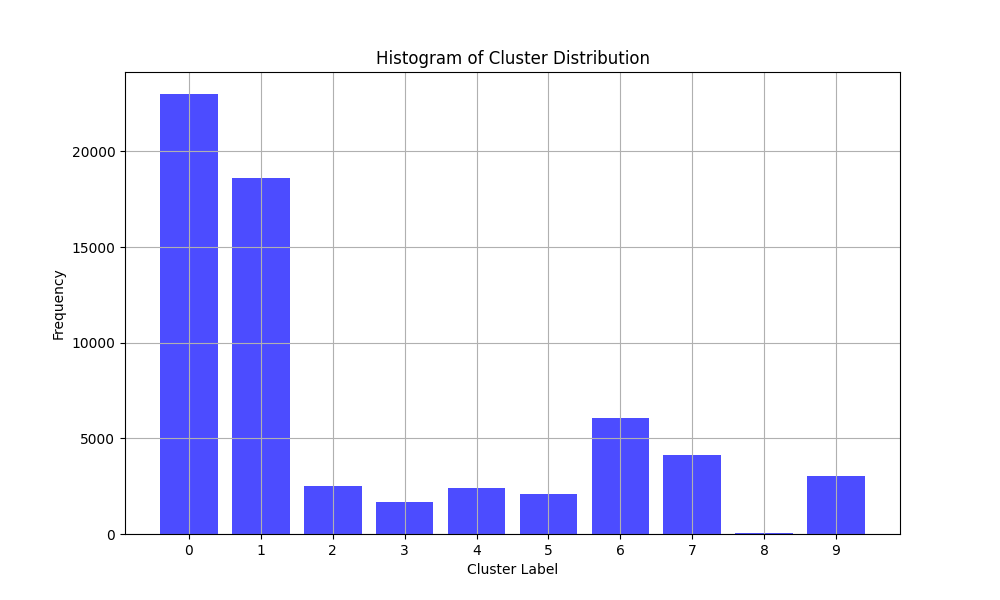 Histogram of Cluster Distribution
20000
15000
10000
5000
0
Frequency
0 1 2 3 4 5 6 7 8 9
Cluster Label